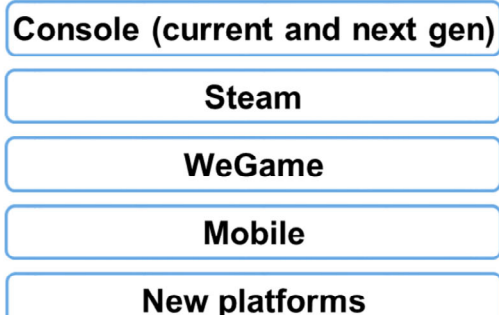 Console (current and next gen)
Steam
WeGame
Mobile
New platforms